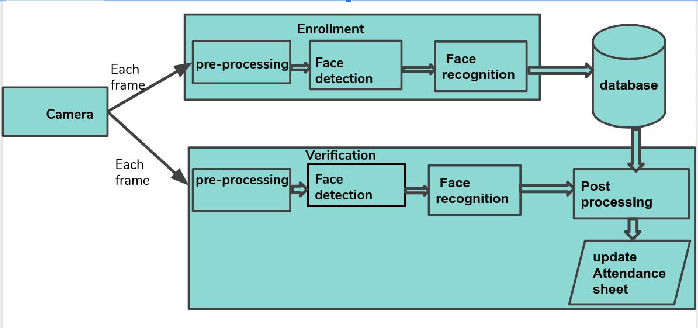 Enrollment
pre-processing
Face
detection
Face
recognition
database
Each
frame
Camera
Each
frame
Verification
pre-processing
Face
detection
Face
recognition
Post
processing
update
Attendance
sheet